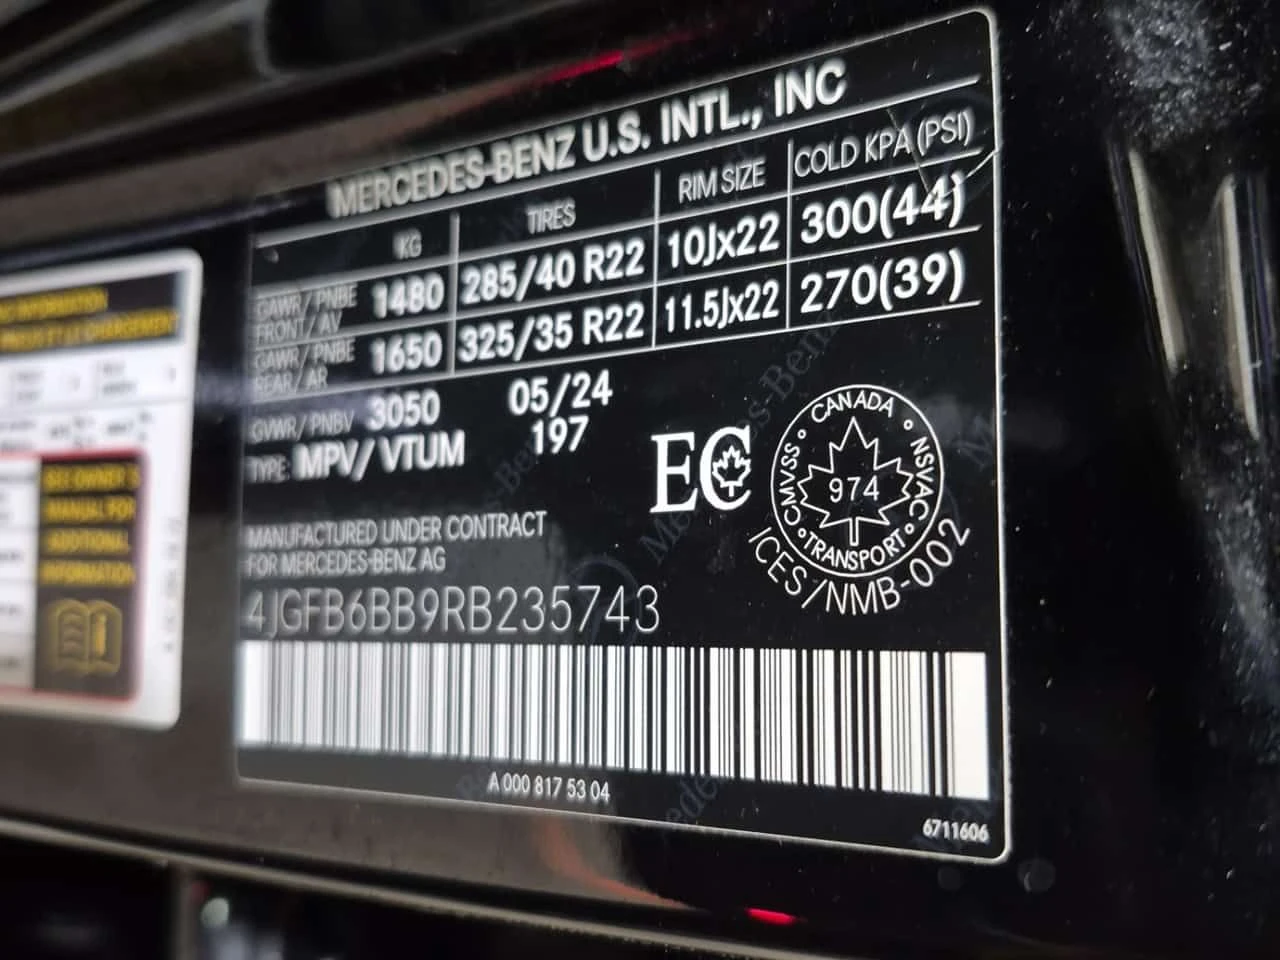 MERCEDES-BENZ U.S. INTL., INC
KG TIRES RIM SIZE COLD KPA (PSI)
GAWR / PNBE FRONT / AV 1480 285/40 R22 10Jx22 300(44)
GAWR / PNBE REAR / AR 1650 325/35 R22 11.5Jx22 270(39)
GVWR / PNBV 3050 05/24
TYPE: MPV/ VTUM 197
EC
CANADA
NSVAC
TRANSPORT
CMVSS
974
ICES/NMB-002
MANUFACTURED UNDER CONTRACT
FOR MERCEDES-BENZ AG
4JGFB6BB9RB235743
A 000 817 53 04
6711606
INFORMATION
SEE OWNER'S
MANUAL FOR
ADDITIONAL
INFORMATION
Mercedes-Benz